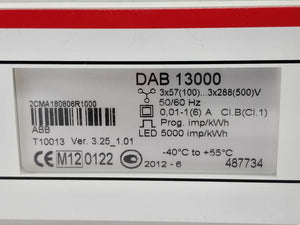 DAB 13000
2CMA180806R1000
3x57(100)...3x288(500)V
50/60 Hz
0,01-1(6) A Cl.B(Cl.1)
ABB
Prog. imp/kWh
T10013 Ver. 3.25_1.01
LED 5000 imp/kWh
CE M12 0122
2012 - 6
-40°C to +55°C
487734